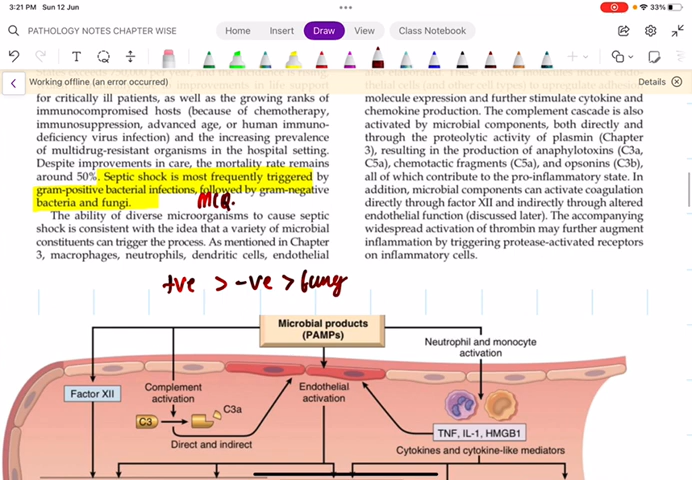 3:21 PM Sun 12 Jun
33%
PATHOLOGY NOTES CHAPTER WISE
Home Insert Draw View Class Notebook
Working offline (an error occurred)
Details
for critically ill patients, as well as the growing ranks of
immunocompromised hosts (because of chemotherapy,
immunosuppression, advanced age, or human immuno-
deficiency virus infection) and the increasing prevalence
of multidrug-resistant organisms in the hospital setting.
Despite improvements in care, the mortality rate remains
around 50%. Septic shock is most frequently triggered by
gram-positive bacterial infections, followed by gram-negative
bacteria and fungi.
MCQ.
The ability of diverse microorganisms to cause septic
shock is consistent with the idea that a variety of microbial
constituents can trigger the process. As mentioned in Chapter
3, macrophages, neutrophils, dendritic cells, endothelial
molecule expression and further stimulate cytokine and
chemokine production. The complement cascade is also
activated by microbial components, both directly and
through the proteolytic activity of plasmin (Chapter
3), resulting in the production of anaphylotoxins (C3a,
C5a), chemotactic fragments (C5a), and opsonins (C3b),
all of which contribute to the pro-inflammatory state. In
addition, microbial components can activate coagulation
directly through factor XII and indirectly through altered
endothelial function (discussed later). The accompanying
widespread activation of thrombin may further augment
inflammation by triggering protease-activated receptors
on inflammatory cells.
+ve > -ve > fungi
Microbial products
(PAMPs)
Neutrophil and monocyte
activation
Factor XII
Complement
activation
Endothelial
activation
C3
C3a
Direct and indirect
TNF, IL-1, HMGB1
Cytokines and cytokine-like mediators